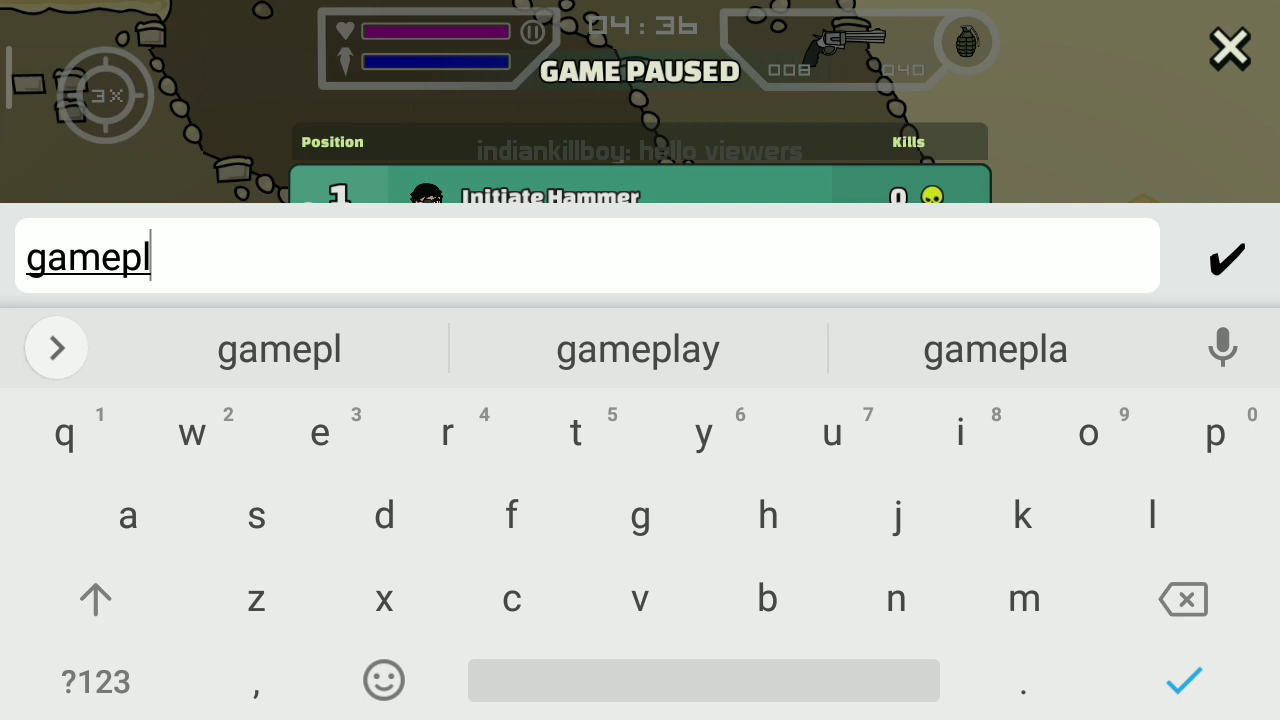 04:36
GAME PAUSED
008
040
3X
Position
Kills
indiankillboy: hello viewers
1 Initiate Hammer 0
gamepl
gamepl gameplay gamepla
q 1 w 2 e 3 r 4 t 5 y 6 u 7 i 8 o 9 p 0
a s d f g h j k l
z x c v b n m
?123 , .